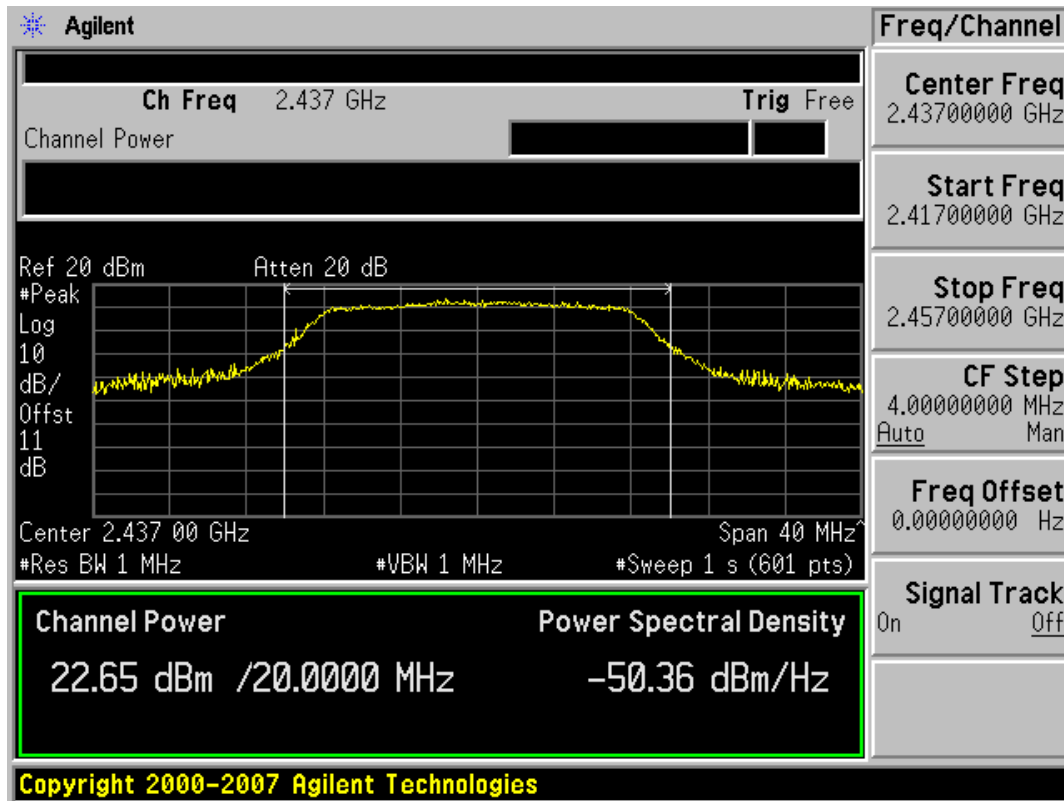 Agilent
Freq/Channel
Ch Freq 2.437 GHz
Trig Free
Channel Power
Ref 20 dBm
Atten 20 dB
#Peak
Log
10
dB/
Offst
11
dB
Center 2.437 00 GHz
Span 40 MHz^
#Res BW 1 MHz
#VBW 1 MHz
#Sweep 1 s (601 pts)
Channel Power
Power Spectral Density
22.65 dBm /20.0000 MHz
-50.36 dBm/Hz
Center Freq
2.43700000 GHz
Start Freq
2.41700000 GHz
Stop Freq
2.45700000 GHz
CF Step
4.00000000 MHz
Auto Man
Freq Offset
0.00000000 Hz
Signal Track
On Off
Copyright 2000-2007 Agilent Technologies